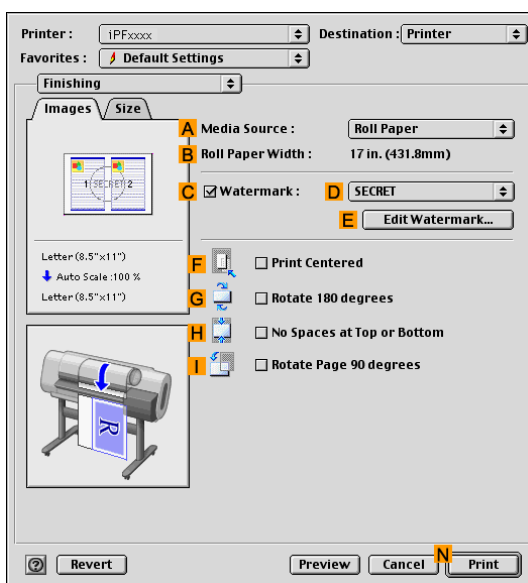 Printer : iPFxxxx Destination : Printer
Favorites : Default Settings
Finishing
Images Size
A Media Source : Roll Paper
B Roll Paper Width : 17 in. (431.8mm)
1 SECRET 2
C Watermark : D SECRET
E Edit Watermark...
Letter (8.5"x11")
Auto Scale :100 %
Letter (8.5"x11")
F Print Centered
G Rotate 180 degrees
H No Spaces at Top or Bottom
I Rotate Page 90 degrees
R
? Revert Preview Cancel N Print